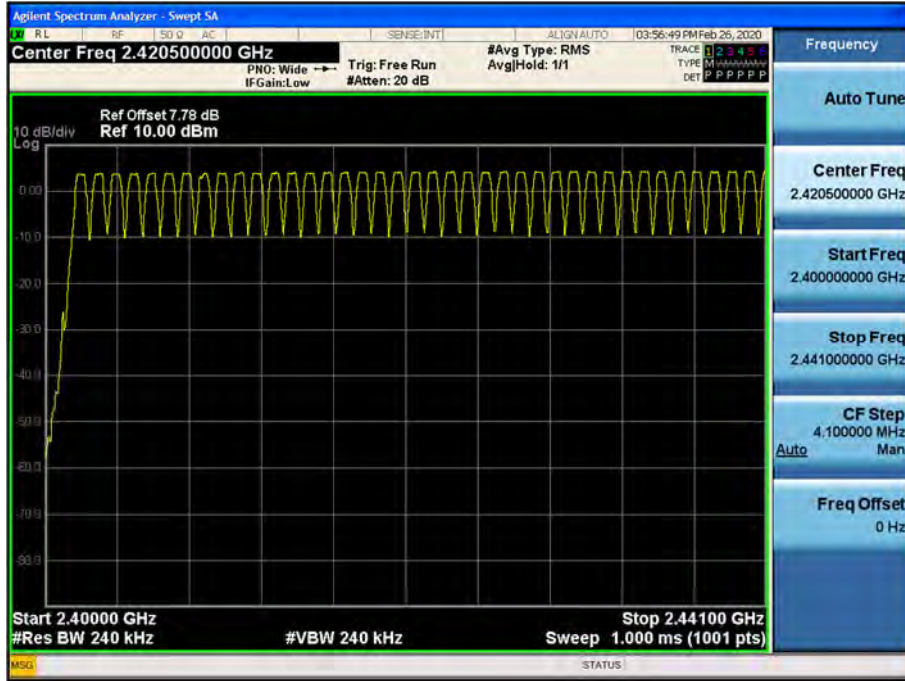 Agilent Spectrum Analyzer - Swept SA
RL RF 50 Ω AC SENSE:INT ALIGN AUTO 03:56:49 PM Feb 26, 2020
Center Freq 2.420500000 GHz
PNO: Wide
IFGain:Low
Trig: Free Run
#Atten: 20 dB
#Avg Type: RMS
Avg|Hold: 1/1
TRACE 1 2 3 4 5 6
TYPE M
DET P P P P P P
Ref Offset 7.78 dB
10 dB/div Ref 10.00 dBm
Log
0.00
-10.0
-20.0
-30.0
-40.0
-50.0
-60.0
-70.0
-80.0
Start 2.40000 GHz Stop 2.44100 GHz
#Res BW 240 kHz #VBW 240 kHz Sweep 1.000 ms (1001 pts)
MSG STATUS
Frequency
Auto Tune
Center Freq
2.420500000 GHz
Start Freq
2.400000000 GHz
Stop Freq
2.441000000 GHz
CF Step
4.100000 MHz
Auto Man
Freq Offset
0 Hz